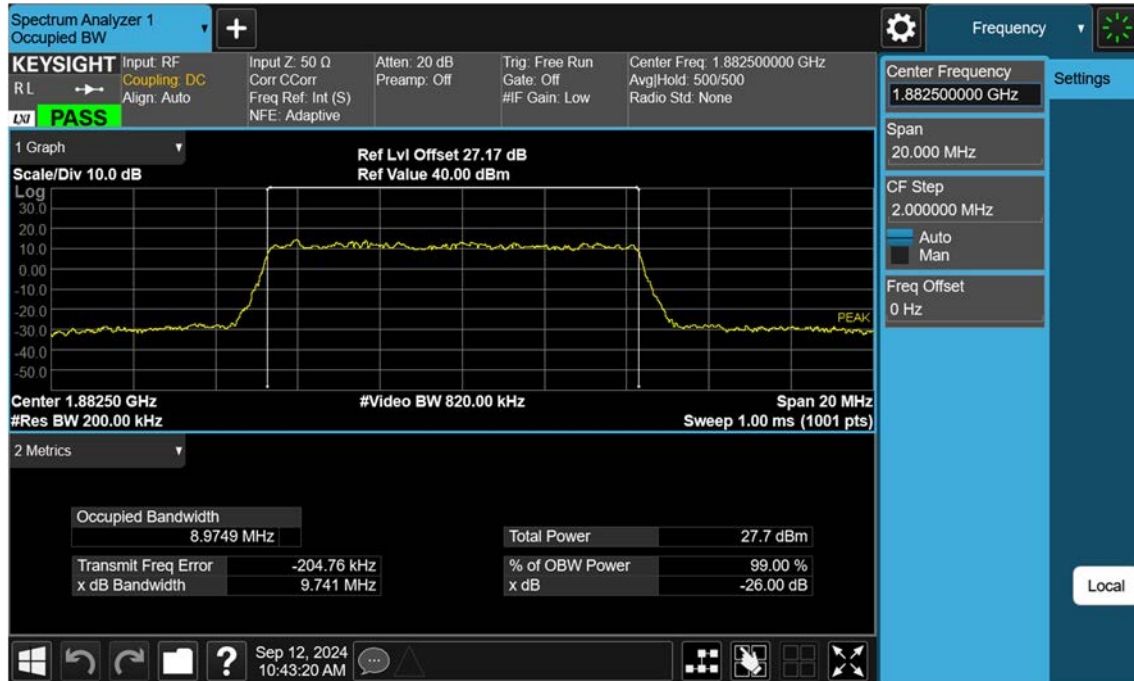 Spectrum Analyzer 1
Occupied BW
Frequency
KEYSIGHT
R L
LXI
PASS
Input: RF
Coupling: DC
Align: Auto
Input Z: 50 Ω
Corr CCorr
Freq Ref: Int (S)
NFE: Adaptive
Atten: 20 dB
Preamp: Off
Trig: Free Run
Gate: Off
#IF Gain: Low
Center Freq: 1.882500000 GHz
Avg|Hold: 500/500
Radio Std: None
Center Frequency
1.882500000 GHz
Settings
Span
20.000 MHz
CF Step
2.000000 MHz
Auto
Man
Freq Offset
0 Hz
1 Graph
Scale/Div 10.0 dB
Ref Lvl Offset 27.17 dB
Ref Value 40.00 dBm
Log
30.0
20.0
10.0
0.00
-10.0
-20.0
-30.0
-40.0
-50.0
PEAK
Center 1.88250 GHz
#Video BW 820.00 kHz
Span 20 MHz
#Res BW 200.00 kHz
Sweep 1.00 ms (1001 pts)
2 Metrics
Occupied Bandwidth
8.9749 MHz
Total Power 27.7 dBm
Transmit Freq Error -204.76 kHz
% of OBW Power 99.00 %
x dB Bandwidth 9.741 MHz
x dB -26.00 dB
Local
?
Sep 12, 2024
10:43:20 AM